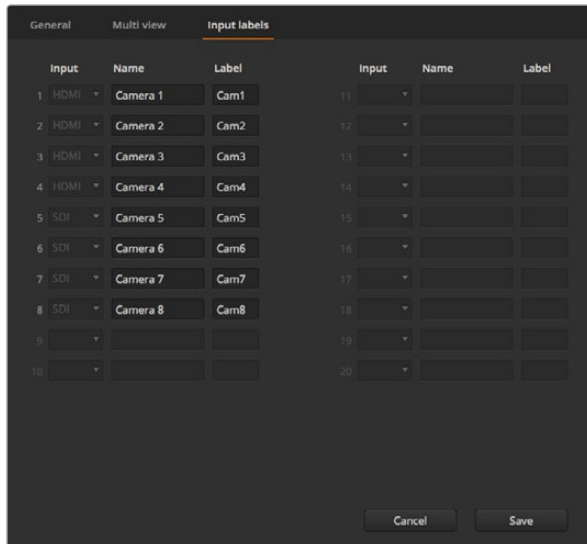 General Multi view Input labels
Input Name Label Input Name Label
1 HDMI Camera 1 Cam1 11
2 HDMI Camera 2 Cam2 12
3 HDMI Camera 3 Cam3 13
4 HDMI Camera 4 Cam4 14
5 SDI Camera 5 Cam5 15
6 SDI Camera 6 Cam6 16
7 SDI Camera 7 Cam7 17
8 SDI Camera 8 Cam8 18
9 19
10 20
Cancel Save